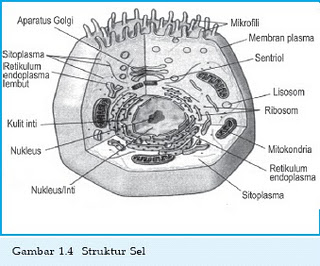 Aparatus Golgi
Sitoplasma
Retikulum
endoplasma
lembut
Kulit inti
Nukleus
Nukleus/Inti
Mikrofili
Membran plasma
Sentriol
Lisosom
Ribosom
Mitokondria
Retikulum
endoplasma
Sitoplasma
Gambar 1.4 Struktur Sel